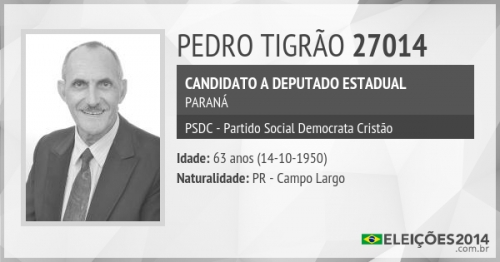 PEDRO TIGRÃO 27014
CANDIDATO A DEPUTADO ESTADUAL
PARANÁ
PSDC - Partido Social Democrata Cristão
Idade: 63 anos (14-10-1950)
Naturalidade: PR - Campo Largo
ELEIÇÕES2014
.com.br